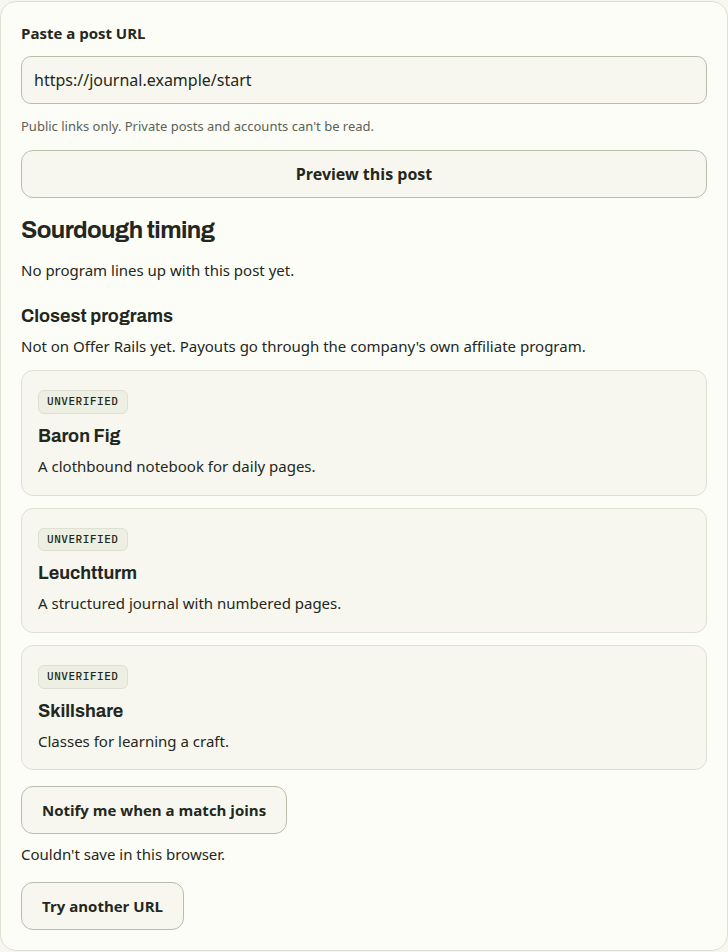 Paste a post URL
https://journal.example/start
Public links only. Private posts and accounts can't be read.
Preview this post
Sourdough timing
No program lines up with this post yet.
Closest programs
Not on Offer Rails yet. Payouts go through the company's own affiliate program.
UNVERIFIED
Baron Fig
A clothbound notebook for daily pages.
UNVERIFIED
Leuchtturm
A structured journal with numbered pages.
UNVERIFIED
Skillshare
Classes for learning a craft.
Notify me when a match joins
Couldn't save in this browser.
Try another URL